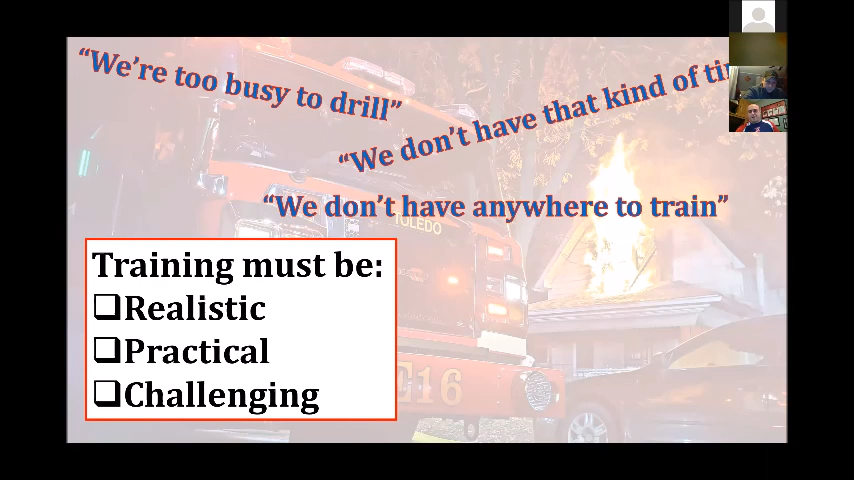 “We’re too busy to drill”
“We don’t have that kind of
“We don’t have anywhere to train”
TOLEDO
Training must be:
Realistic
Practical
Challenging
E16